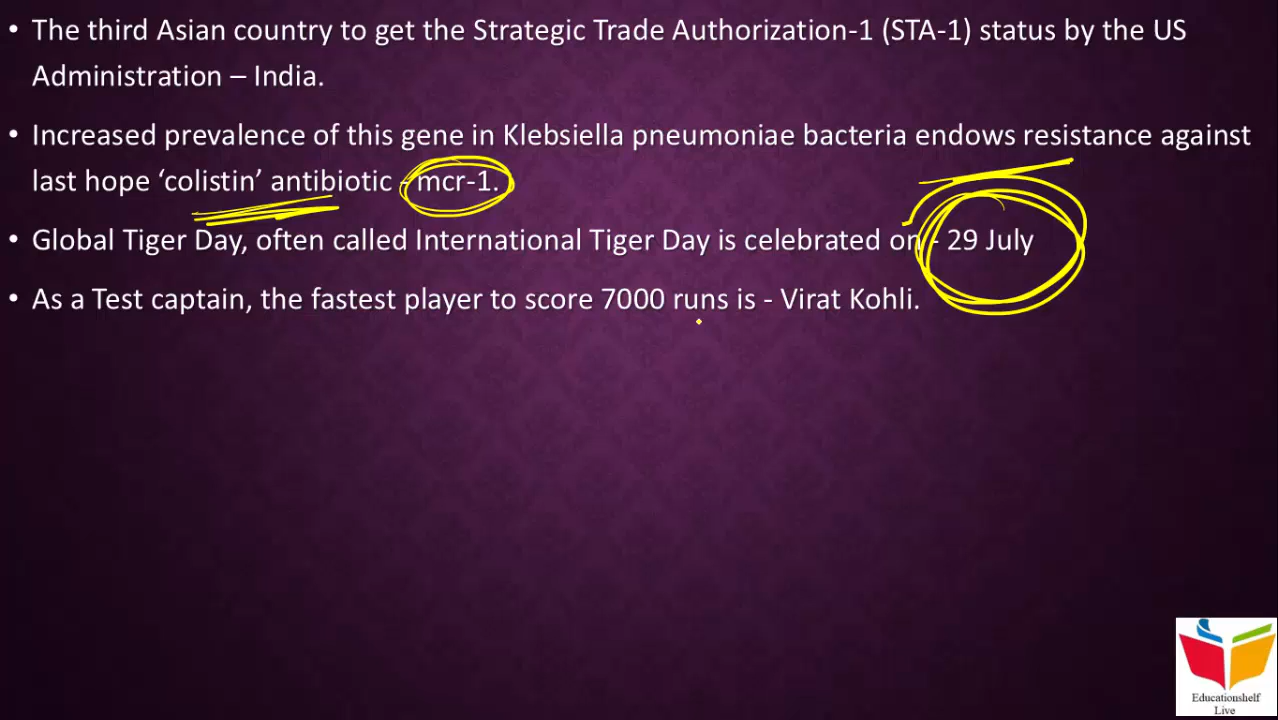 • The third Asian country to get the Strategic Trade Authorization-1 (STA-1) status by the US
Administration – India.
• Increased prevalence of this gene in Klebsiella pneumoniae bacteria endows resistance against
last hope ‘colistin’ antibiotic - mcr-1.
• Global Tiger Day, often called International Tiger Day is celebrated on - 29 July
• As a Test captain, the fastest player to score 7000 runs is - Virat Kohli.
Educationshelf
Live